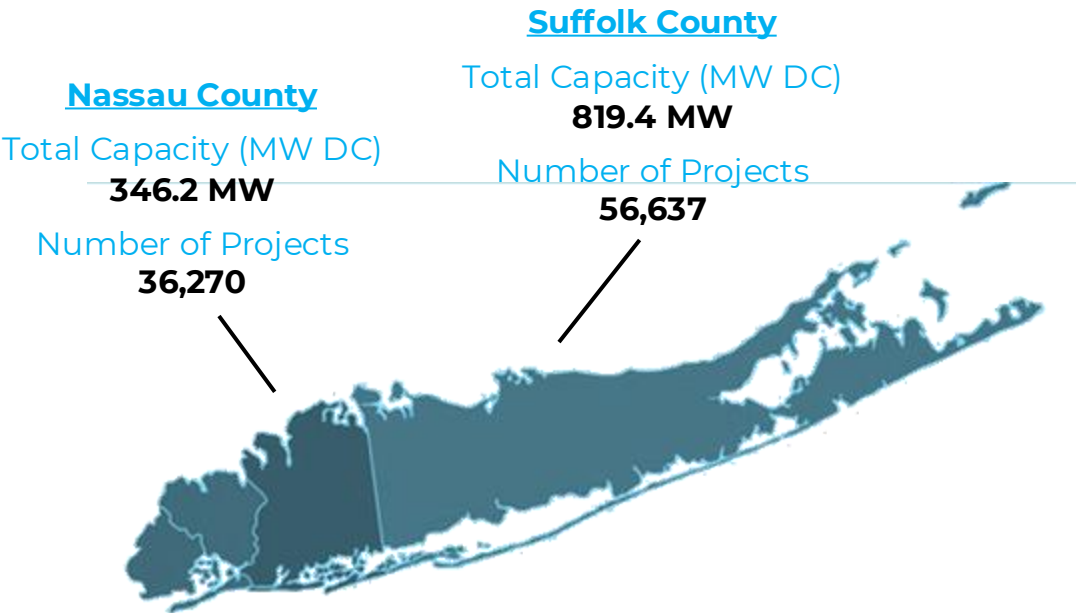 Nassau County
Total Capacity (MW DC)
346.2 MW
Number of Projects
36,270
Suffolk County
Total Capacity (MW DC)
819.4 MW
Number of Projects
56,637